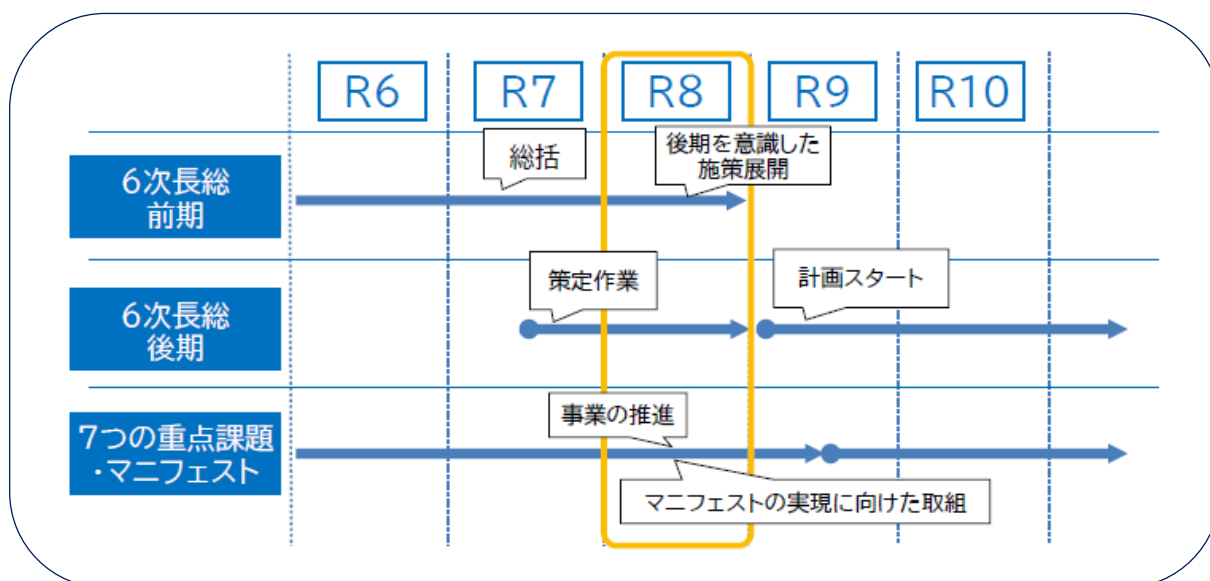 R6
R7
R8
R9
R10
6次長総
前期
総括
後期を意識した
施策展開
6次長総
後期
策定作業
計画スタート
7つの重点課題
・マニフェスト
事業の推進
マニフェストの実現に向けた取組